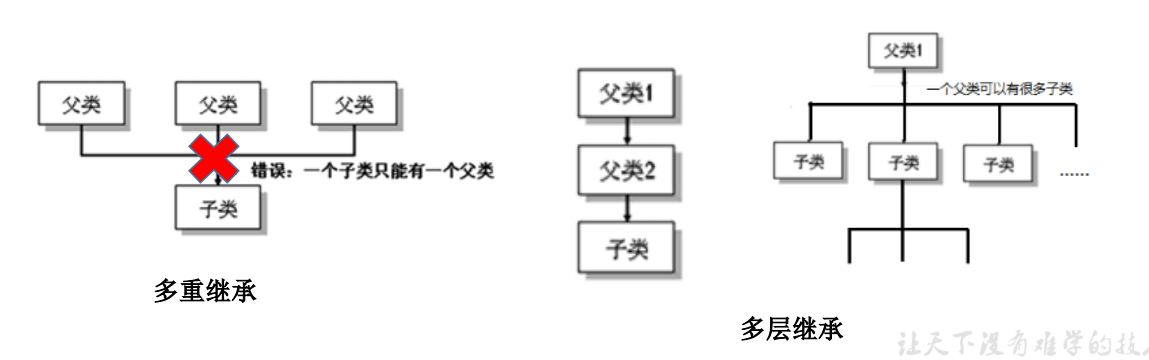 父类
父类
父类
错误：一个子类只能有一个父类
子类
多重继承
父类1
父类2
子类
父类1
一个父类可以有很多子类
子类
子类
子类
......
多层继承
让天下没有难学的技